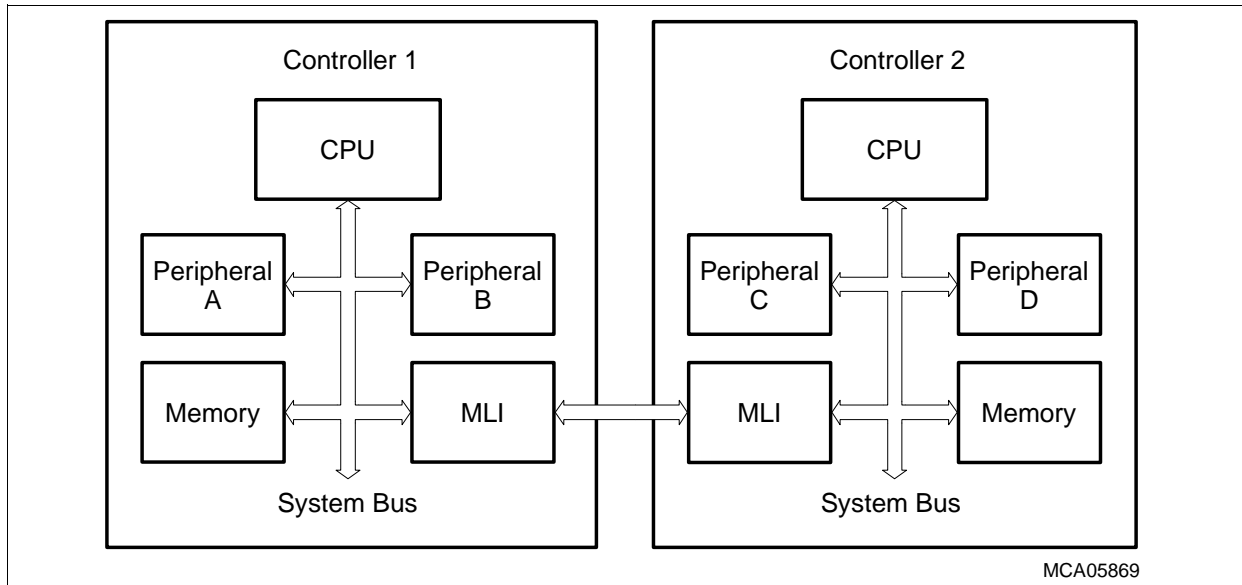 Controller 1
CPU
Peripheral
A
Peripheral
B
Memory
MLI
System Bus
Controller 2
CPU
Peripheral
C
Peripheral
D
MLI
Memory
System Bus
MCA05869